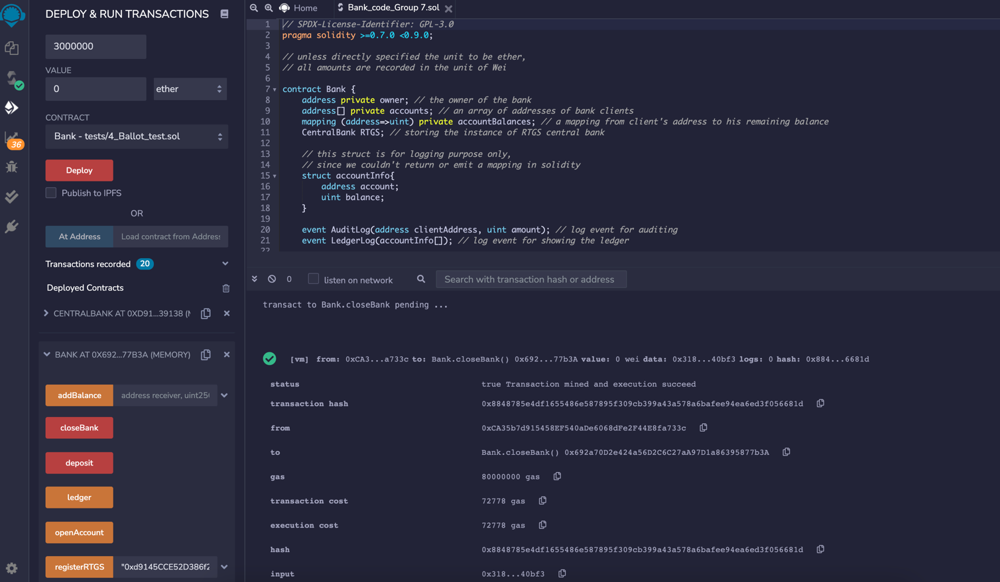 DEPLOY & RUN TRANSACTIONS
3000000
VALUE
0
ether
CONTRACT
Bank - tests/4_Ballot_test.sol
36
Deploy
Publish to IPFS
OR
At Address
Load contract from Address
Transactions recorded 20
Deployed Contracts
CENTRALBANK AT 0XD91...39138 (M
BANK AT 0X692...77B3A (MEMORY)
addBalance
address receiver, uint256
closeBank
deposit
ledger
openAccount
registerRTGS
"0xd9145CCE52D386f2
Home
Bank_code_Group 7.sol
1 // SPDX-License-Identifier: GPL-3.0
2 pragma solidity >=0.7.0 <0.9.0;
3
4 // unless directly specified the unit to be ether,
5 // all amounts are recorded in the unit of Wei
6
7 contract Bank {
8 address private owner; // the owner of the bank
9 address[] private accounts; // an array of addresses of bank clients
10 mapping (address=>uint) private accountBalances; // a mapping from client's address to his remaining balance
11 CentralBank RTGS; // storing the instance of RTGS central bank
12
13 // this struct is for logging purpose only,
14 // since we couldn't return or emit a mapping in solidity
15 struct accountInfo{
16 address account;
17 uint balance;
18 }
19
20 event AuditLog(address clientAddress, uint amount); // log event for auditing
21 event LedgerLog(accountInfo[]); // log event for showing the ledger
22
0
listen on network
Search with transaction hash or address
transact to Bank.closeBank pending ...
[vm] from: 0xCA3...a733c to: Bank.closeBank() 0x692...77b3A value: 0 wei data: 0x318...40bf3 logs: 0 hash: 0x884...6681d
status true Transaction mined and execution succeed
transaction hash 0x8848785e4df1655486e587895f309cb399a43a578a6bafee94ea6ed3f056681d
from 0xCA35b7d915458EF540aDe6068dFe2F44E8fa733c
to Bank.closeBank() 0x692a70D2e424a56D2C6C27aA97D1a86395877b3A
gas 80000000 gas
transaction cost 72778 gas
execution cost 72778 gas
hash 0x8848785e4df1655486e587895f309cb399a43a578a6bafee94ea6ed3f056681d
input 0x318...40bf3